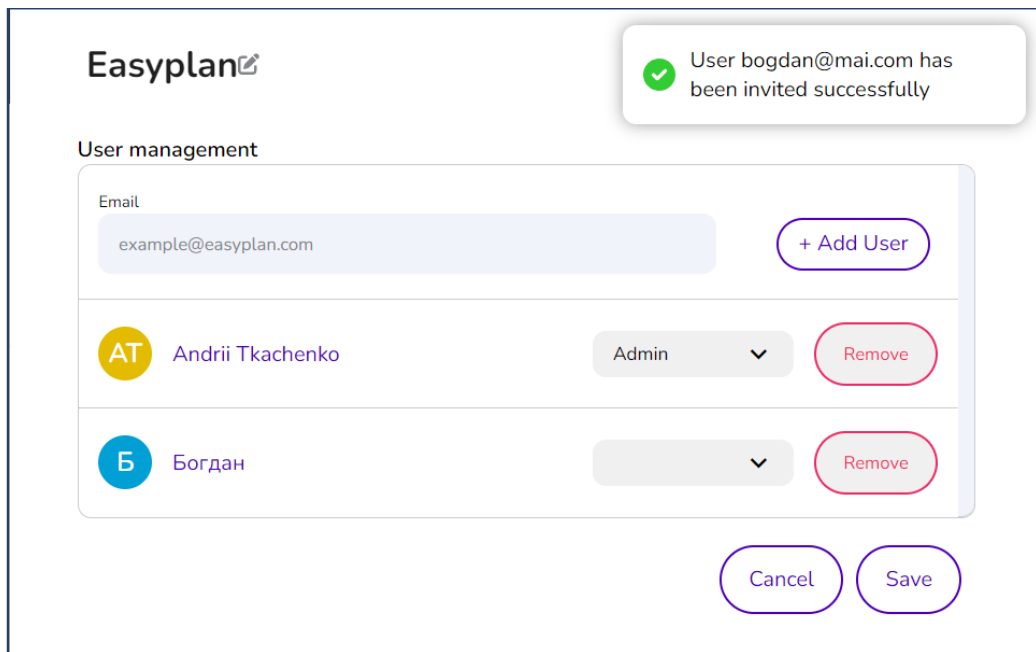 Easyplan
User bogdan@mai.com has
been invited successfully
User management
Email
example@easyplan.com
+ Add User
AT
Andrii Tkachenko
Admin
Remove
Б
Богдан
Remove
Cancel
Save